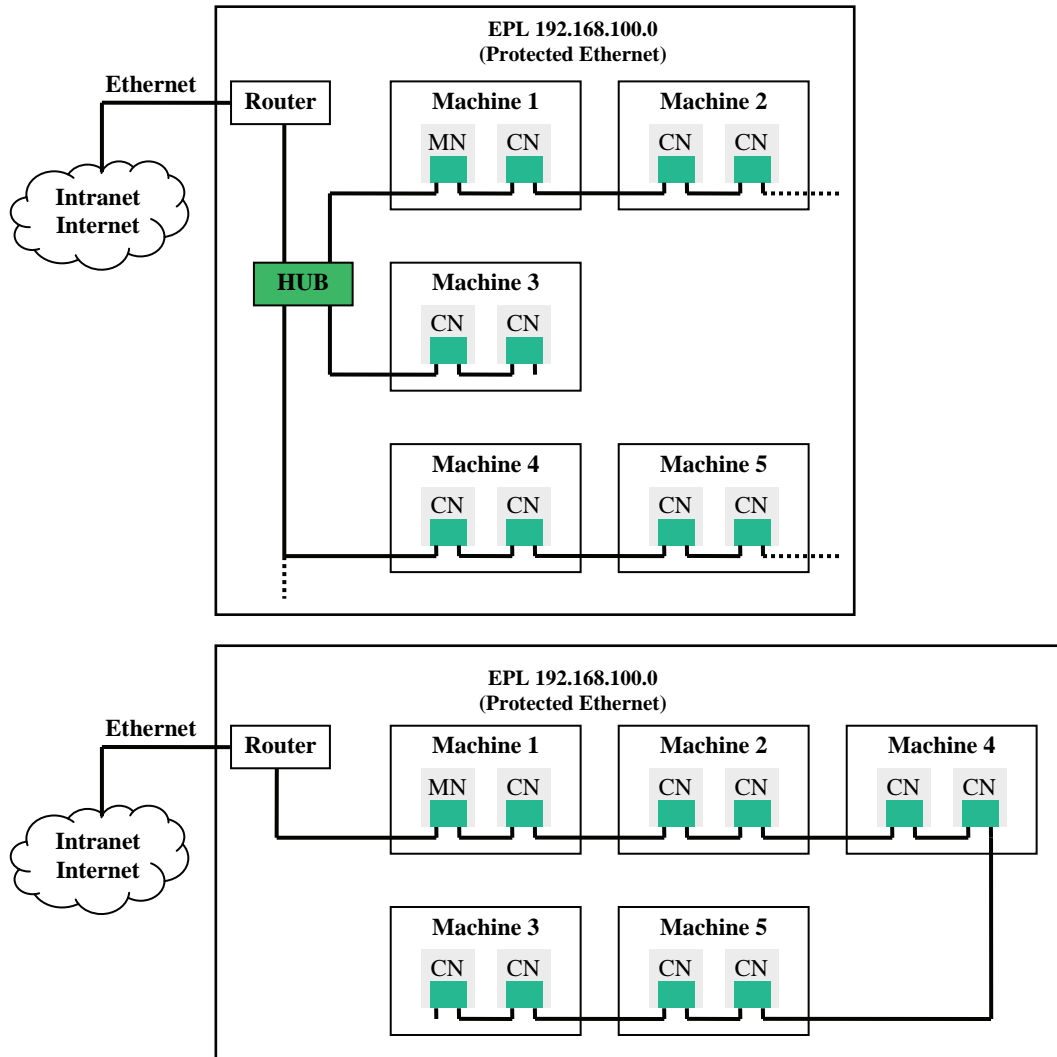 EPL 192.168.100.0
(Protected Ethernet)
Ethernet
Router
Machine 1
Machine 2
MN
CN
CN
CN
Intranet
Internet
HUB
Machine 3
CN
CN
Machine 4
Machine 5
CN
CN
CN
CN
EPL 192.168.100.0
(Protected Ethernet)
Ethernet
Router
Machine 1
Machine 2
Machine 4
MN
CN
CN
CN
CN
CN
Intranet
Internet
Machine 3
Machine 5
CN
CN
CN
CN